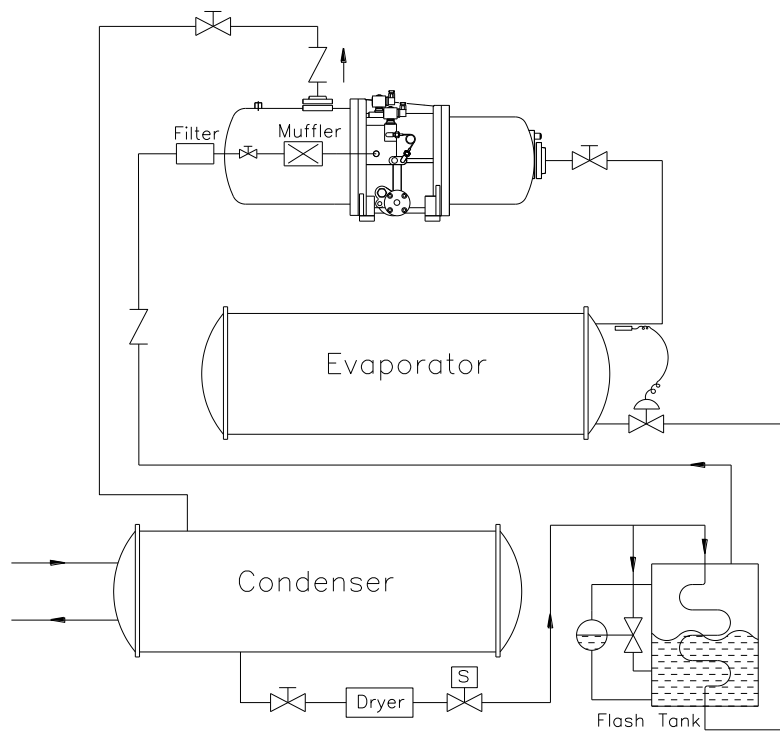 Filter
Muffler
Evaporator
Condenser
S
Dryer
Flash Tank